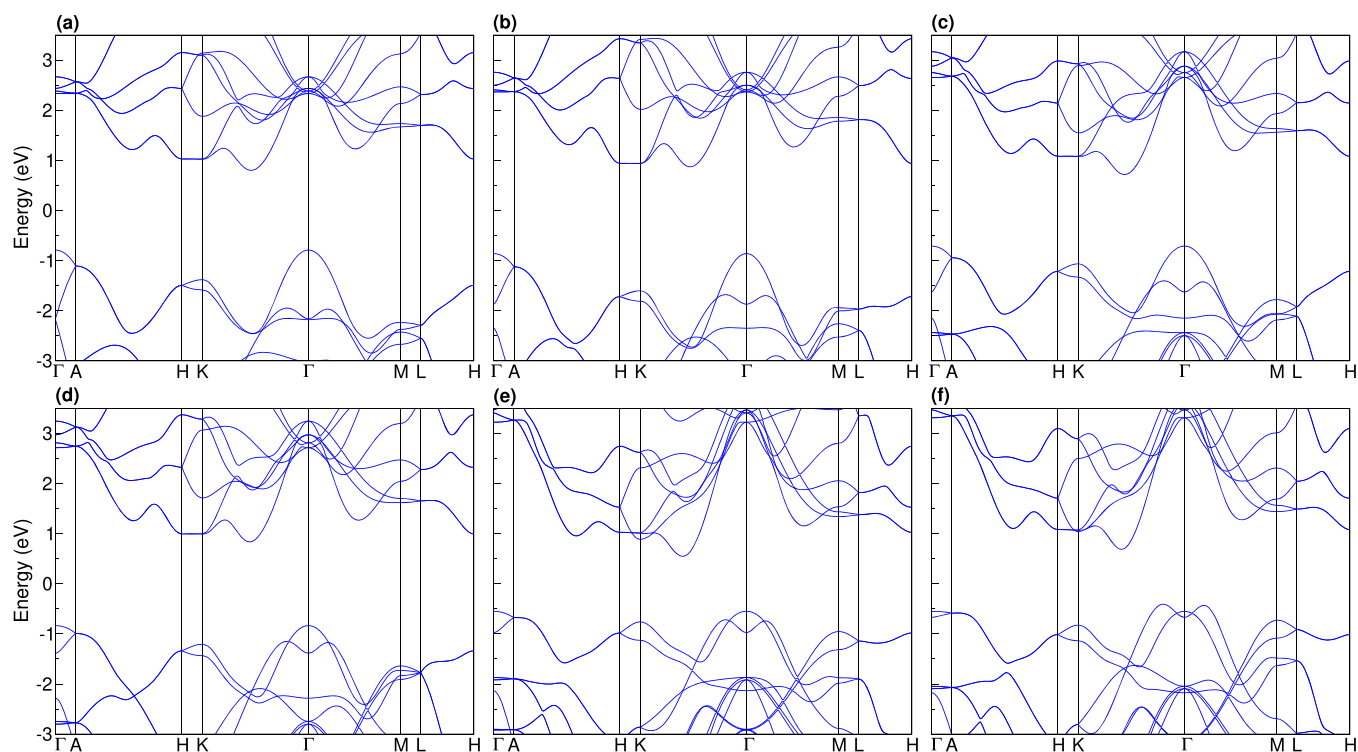 (a) (b) (c)
Energy (eV)
3
2
1
0
-1
-2
-3
Γ A H K Γ M L H
Γ A H K Γ M L H
Γ A H K Γ M L H
(d) (e) (f)
Energy (eV)
3
2
1
0
-1
-2
-3
Γ A H K Γ M L H
Γ A H K Γ M L H
Γ A H K Γ M L H